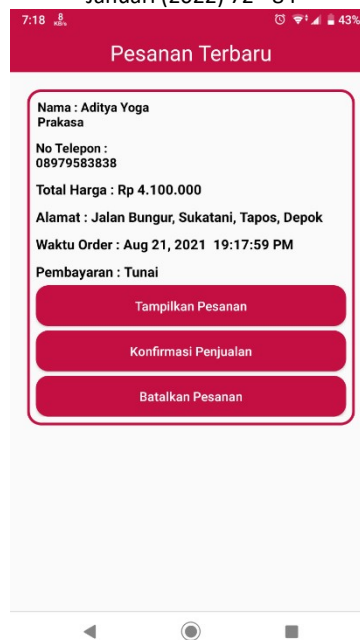 Januari (2022) 72 - 84
7:18 8 KB/s 43%
Pesanan Terbaru
Nama : Aditya Yoga
Prakasa
No Telepon :
08979583838
Total Harga : Rp 4.100.000
Alamat : Jalan Bungur, Sukatani, Tapos, Depok
Waktu Order : Aug 21, 2021 19:17:59 PM
Pembayaran : Tunai
Tampilkan Pesanan
Konfirmasi Penjualan
Batalkan Pesanan